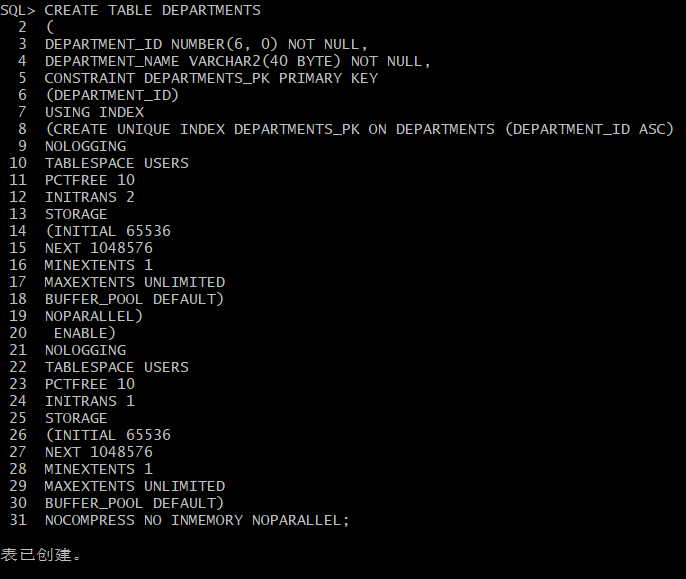 SQL> CREATE TABLE DEPARTMENTS
2 (
3 DEPARTMENT_ID NUMBER(6, 0) NOT NULL,
4 DEPARTMENT_NAME VARCHAR2(40 BYTE) NOT NULL,
5 CONSTRAINT DEPARTMENTS_PK PRIMARY KEY
6 (DEPARTMENT_ID)
7 USING INDEX
8 (CREATE UNIQUE INDEX DEPARTMENTS_PK ON DEPARTMENTS (DEPARTMENT_ID ASC)
9 NOLOGGING
10 TABLESPACE USERS
11 PCTFREE 10
12 INITRANS 2
13 STORAGE
14 (INITIAL 65536
15 NEXT 1048576
16 MINEXTENTS 1
17 MAXEXTENTS UNLIMITED
18 BUFFER_POOL DEFAULT)
19 NOPARALLEL)
20 ENABLE)
21 NOLOGGING
22 TABLESPACE USERS
23 PCTFREE 10
24 INITRANS 1
25 STORAGE
26 (INITIAL 65536
27 NEXT 1048576
28 MINEXTENTS 1
29 MAXEXTENTS UNLIMITED
30 BUFFER_POOL DEFAULT)
31 NOCOMPRESS NO INMEMORY NOPARALLEL;
表已创建。